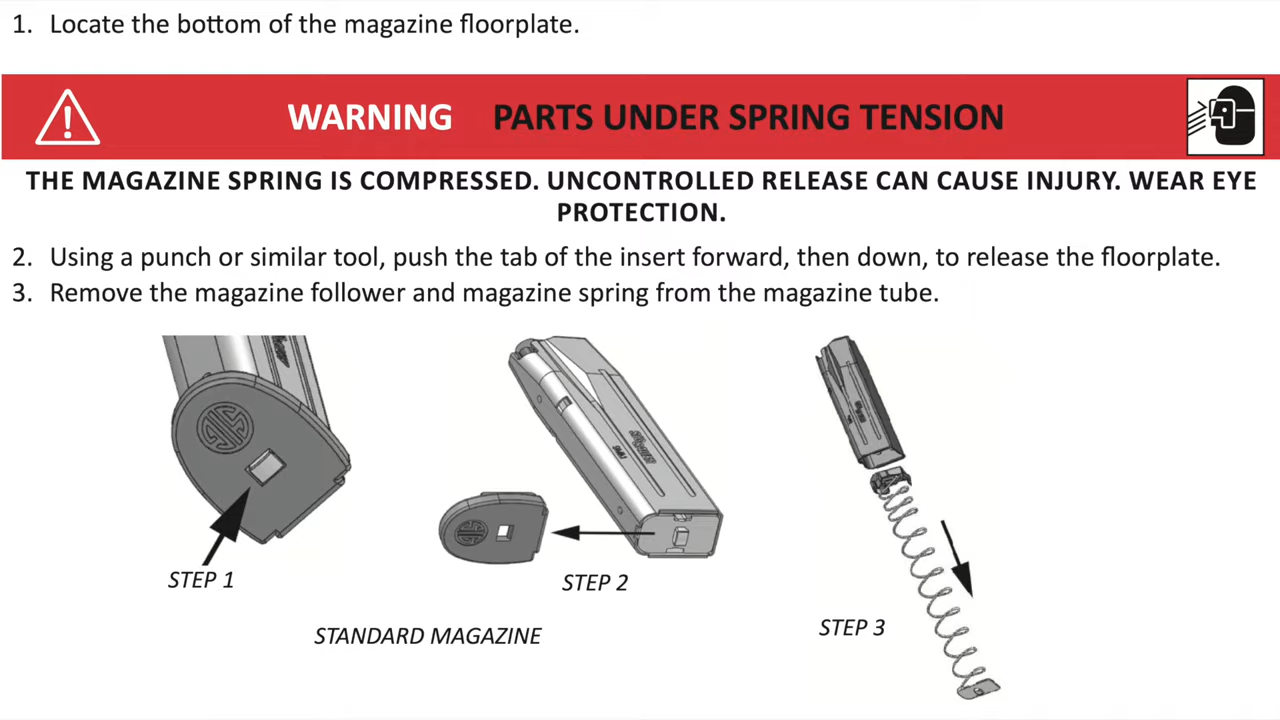 1. Locate the bottom of the magazine floorplate.
WARNING PARTS UNDER SPRING TENSION
THE MAGAZINE SPRING IS COMPRESSED. UNCONTROLLED RELEASE CAN CAUSE INJURY. WEAR EYE
PROTECTION.
2. Using a punch or similar tool, push the tab of the insert forward, then down, to release the floorplate.
3. Remove the magazine follower and magazine spring from the magazine tube.
STEP 1
STEP 2
STEP 3
STANDARD MAGAZINE